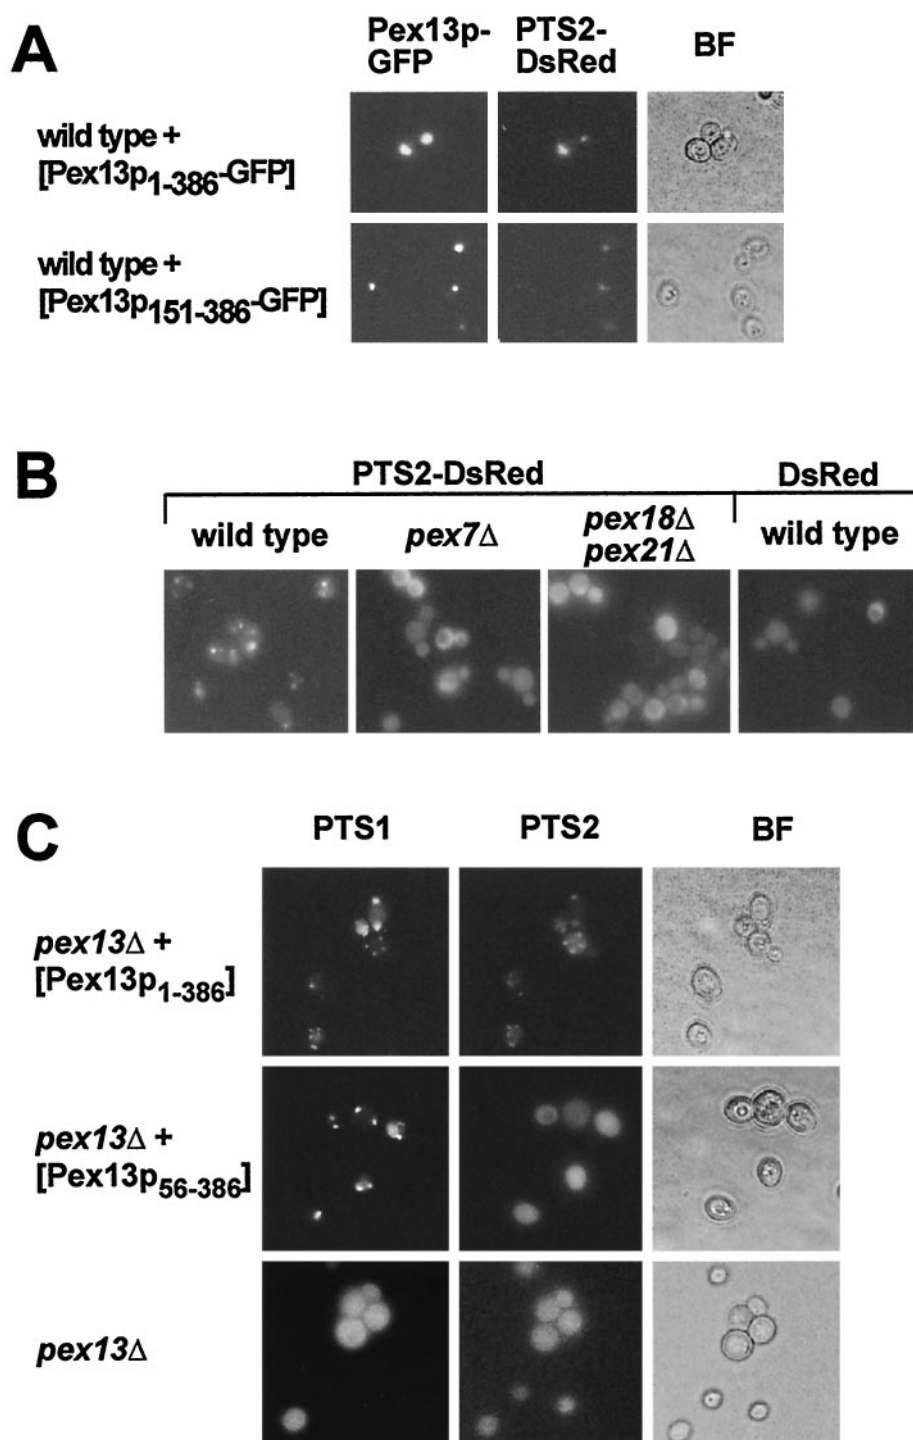 A
Pex13p-
GFP
PTS2-
DsRed
BF
wild type +
[Pex13p1-386-GFP]
wild type +
[Pex13p151-386-GFP]
B
PTS2-DsRed
DsRed
wild type
pex7Δ
pex18Δ
pex21Δ
wild type
C
PTS1
PTS2
BF
pex13Δ +
[Pex13p1-386]
pex13Δ +
[Pex13p56-386]
pex13Δ